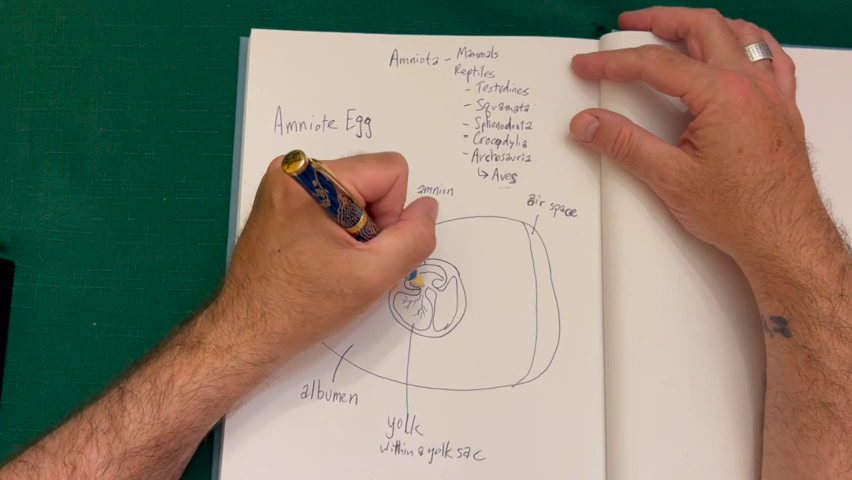 Amniota - Mammals
Reptiles
- Testudines
- Squamata
- Sphenodonta
- Crocodylia
- Archosauria
↳ Aves
Amniote Egg
amnion
air space
albumen
yolk
within a yolk sac